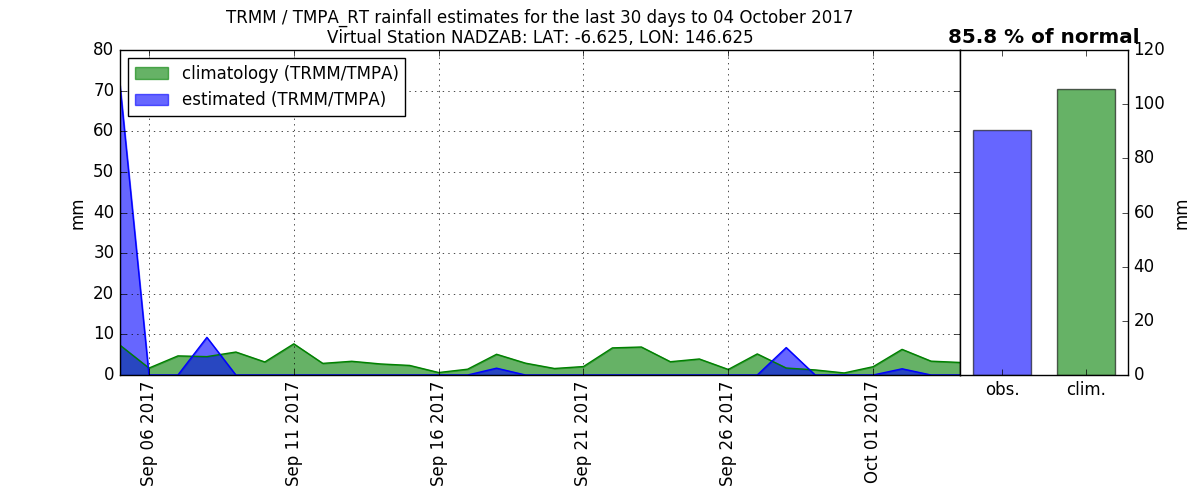 TRMM / TMPA_RT rainfall estimates for the last 30 days to 04 October 2017
Virtual Station NADZAB: LAT: -6.625, LON: 146.625
85.8 % of normal
climatology (TRMM/TMPA)
estimated (TRMM/TMPA)
80
70
60
50
40
30
20
10
0
mm
Sep 06 2017
Sep 11 2017
Sep 16 2017
Sep 21 2017
Sep 26 2017
Oct 01 2017
obs.
clim.
120
100
80
60
40
20
0
mm